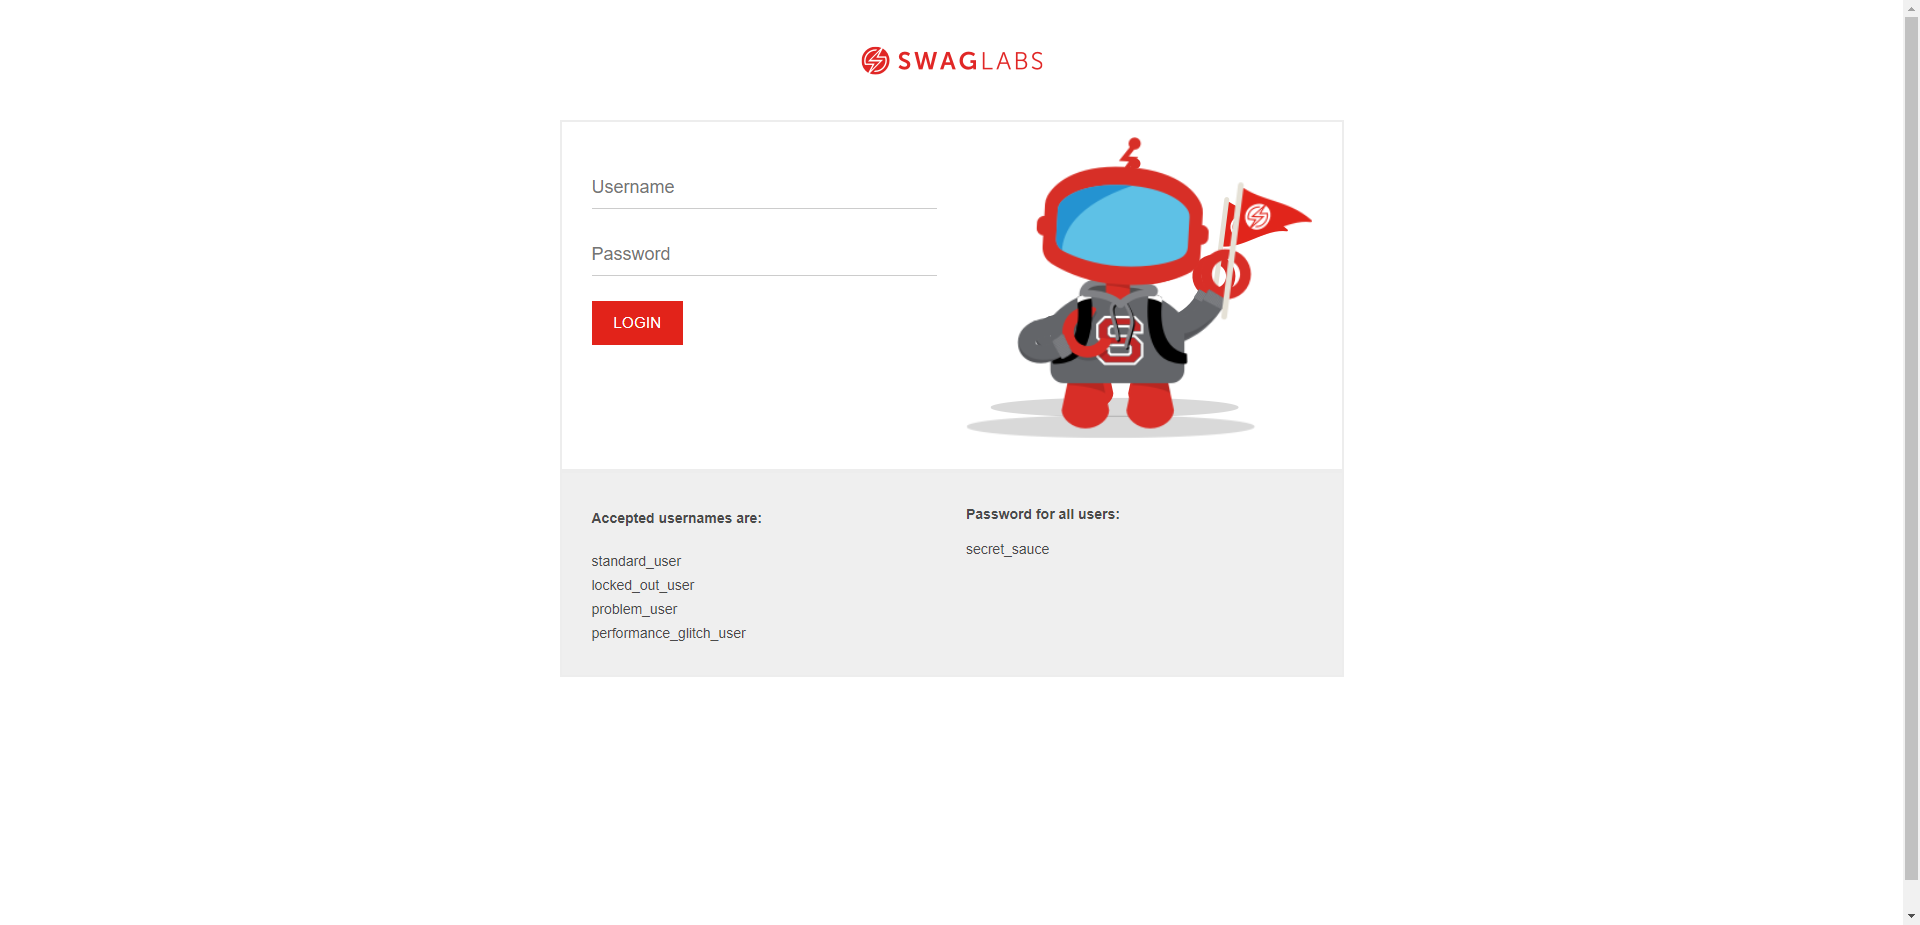 SWAGLABS
Username
Password
LOGIN
S
Accepted usernames are:
standard_user
locked_out_user
problem_user
performance_glitch_user
Password for all users:
secret_sauce